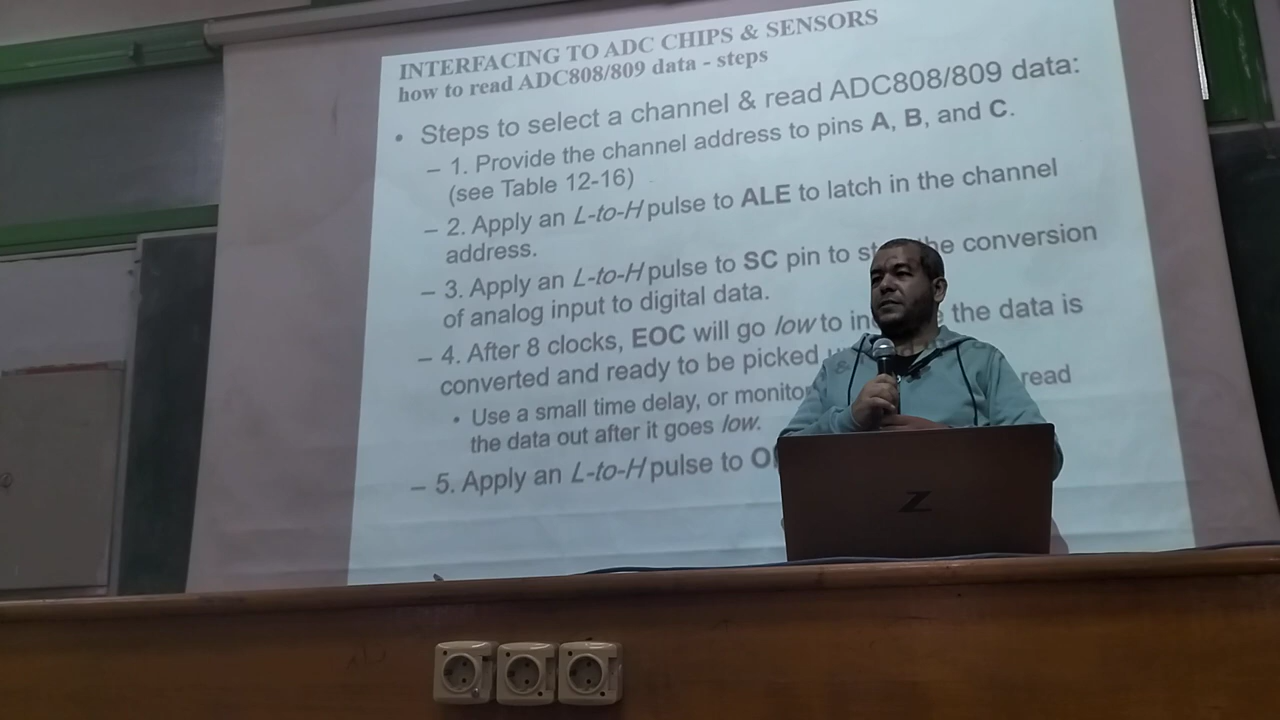 INTERFACING TO ADC CHIPS & SENSORS
how to read ADC808/809 data - steps
• Steps to select a channel & read ADC808/809 data:
– 1. Provide the channel address to pins A, B, and C.
(see Table 12-16)
– 2. Apply an L-to-H pulse to ALE to latch in the channel
address.
– 3. Apply an L-to-H pulse to SC pin to the conversion
of analog input to digital data.
– 4. After 8 clocks, EOC will go low to the data is
converted and ready to be picked
• Use a small time delay, or read
the data out after it goes low.
– 5. Apply an L-to-H pulse to
Z